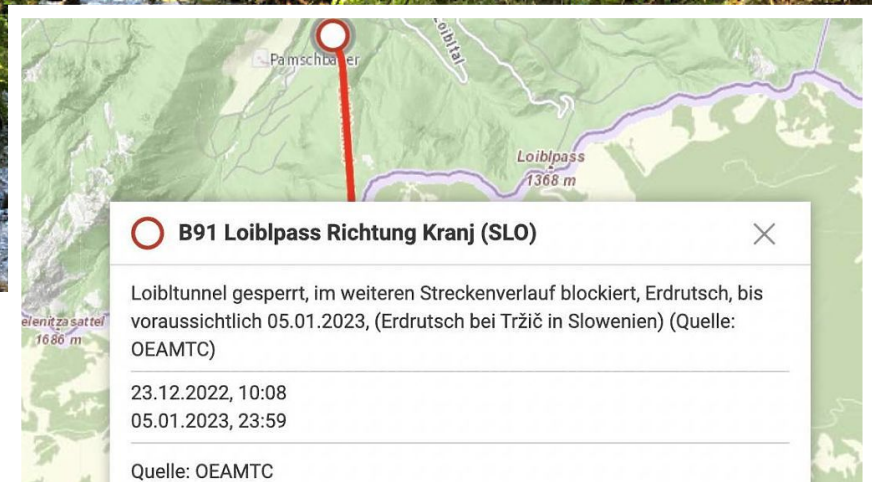 Pamschbauer
Loibltal
Loiblpass
1368 m
B91 Loiblpass Richtung Kranj (SLO)
Loibltunnel gesperrt, im weiteren Streckenverlauf blockiert, Erdrutsch, bis
voraussichtlich 05.01.2023, (Erdrutsch bei Tržič in Slowenien) (Quelle:
OEAMTC)
elenitzasattel
1686 m
23.12.2022, 10:08
05.01.2023, 23:59
Quelle: OEAMTC